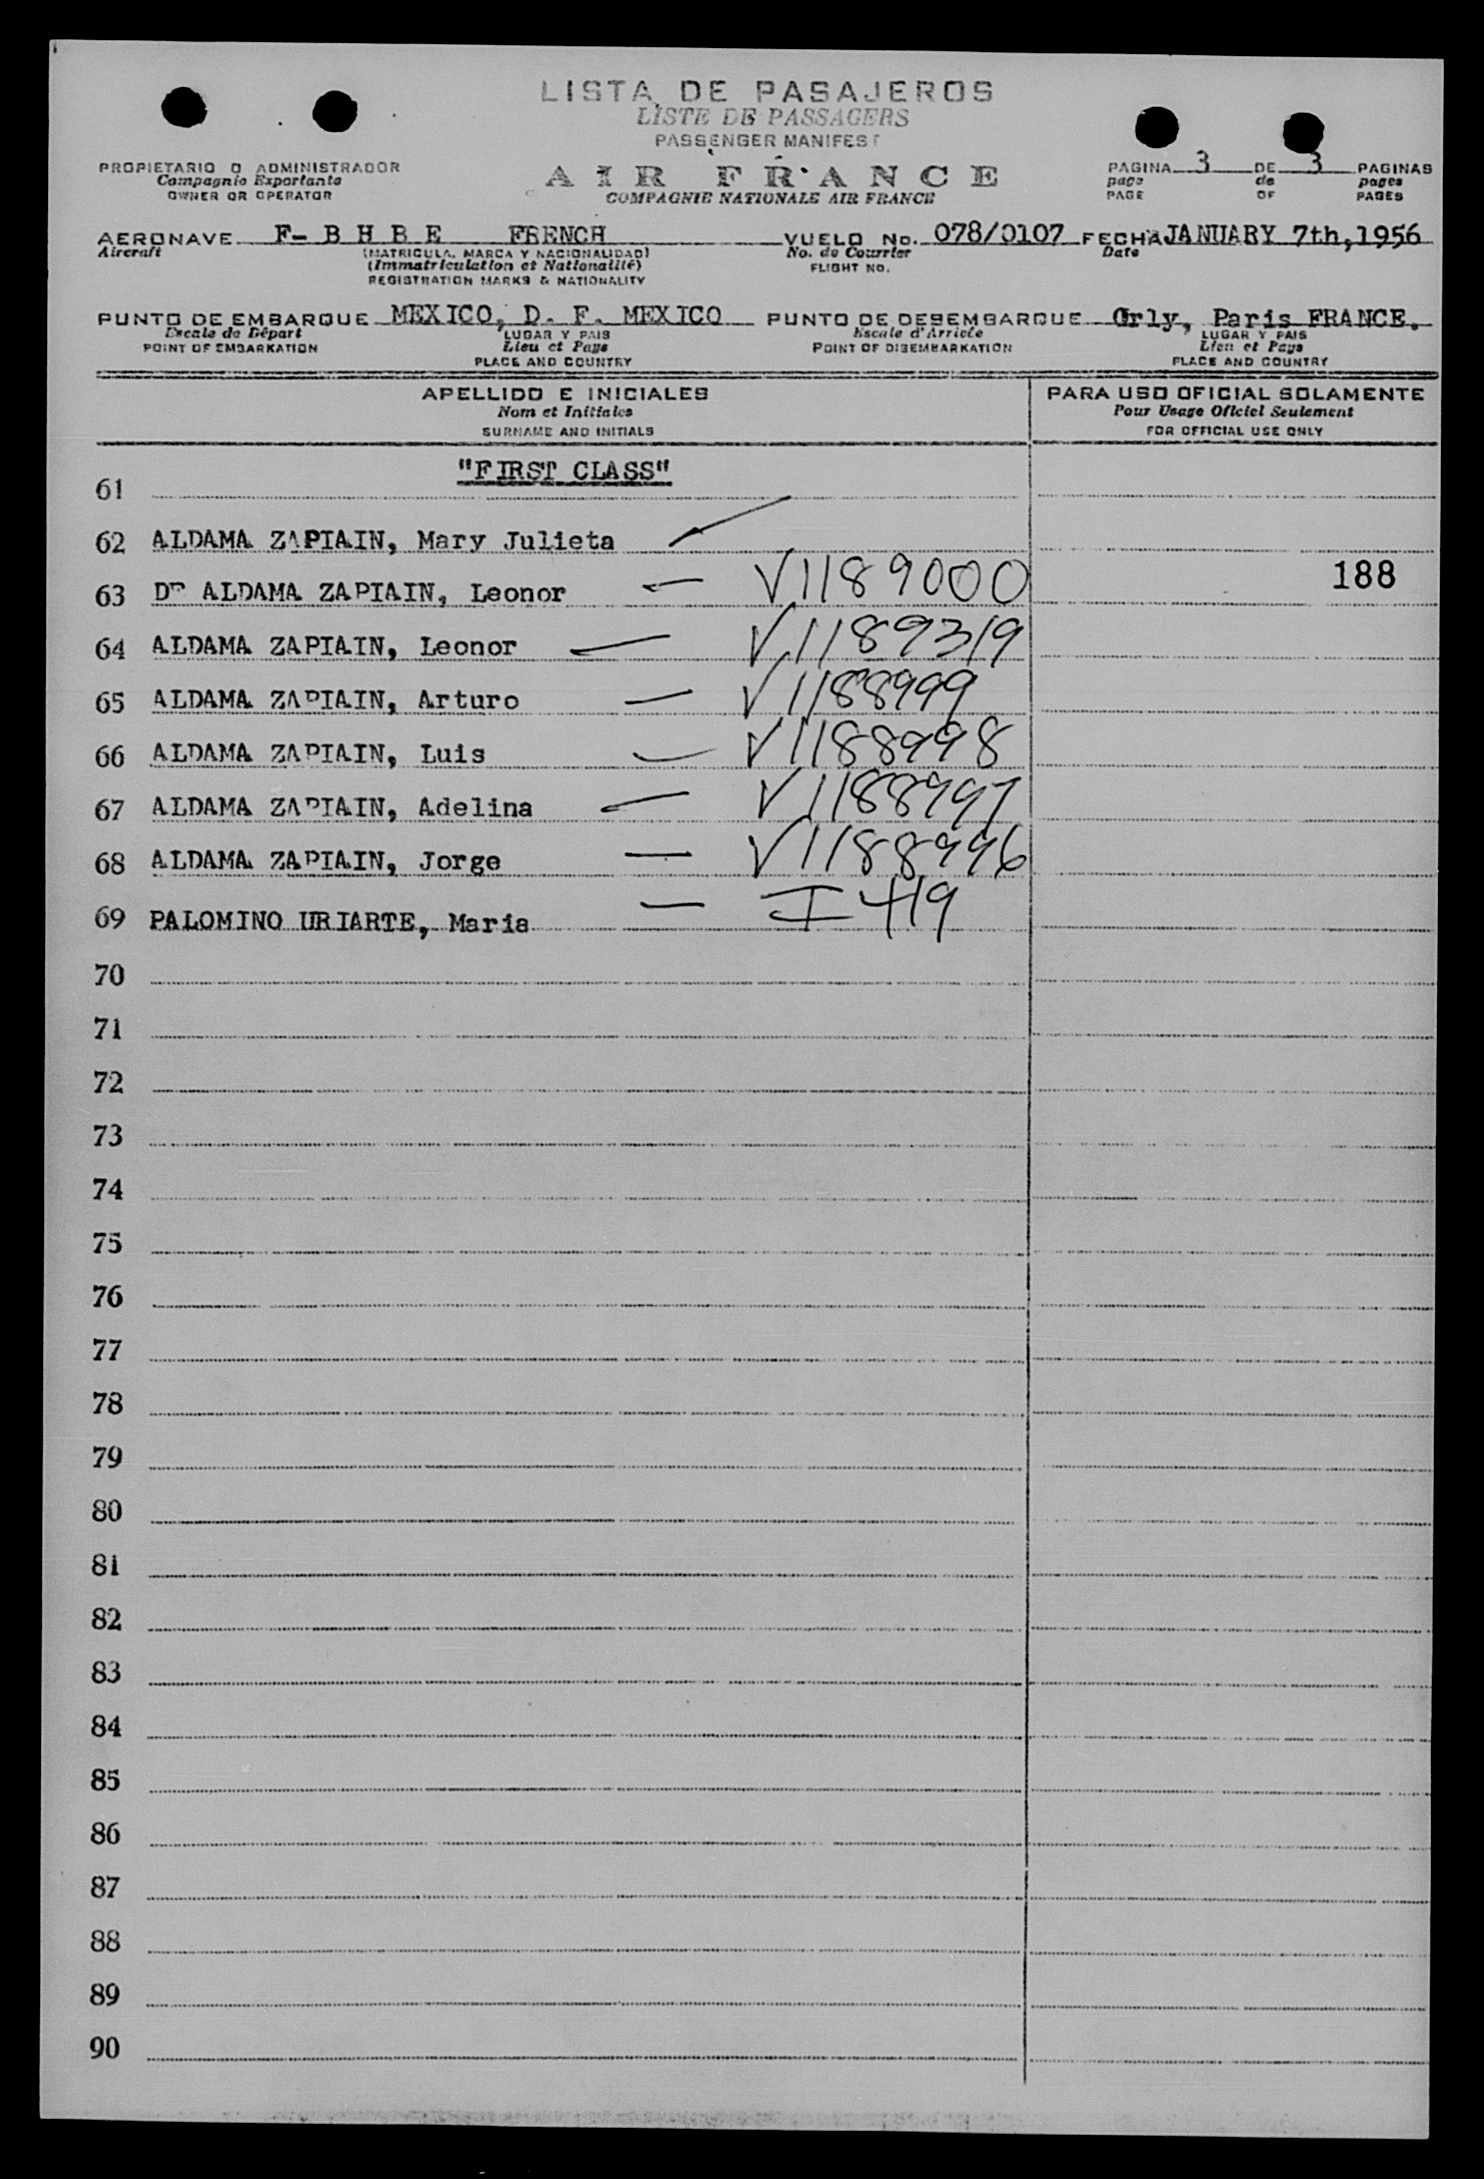 LISTA DE PASAJEROS
LISTE DE PASSAGERS
PASSENGER MANIFEST
PROPIETARIO O ADMINISTRADOR
Compagnie Exportante
OWNER OR OPERATOR
AIR FRANCE
COMPAGNIE NATIONALE AIR FRANCE
PAGINA 3 DE 3 PAGINAS
page de pages
PAGE OF PAGES
AERONAVE F- B H B E FRENCH VUELO No. 078/0107 FECHA JANUARY 7th,1956
Aircraft (MATRICULA, MARCA Y NACIONALIDAD) No. de Courrier Date
(Immatriculation et Nationalité) FLIGHT NO.
REGISTRATION MARKS & NATIONALITY
PUNTO DE EMBARQUE MEXICO, D. F. MEXICO PUNTO DE DESEMBARQUE Orly, Paris FRANCE.
Escale de Départ LUGAR Y PAIS Escale d'Arrivée LUGAR Y PAIS
POINT OF EMBARKATION Lieu et Pays POINT OF DISEMBARKATION Lieu et Pays
PLACE AND COUNTRY PLACE AND COUNTRY
APELLIDO E INICIALES PARA USO OFICIAL SOLAMENTE
Nom et Initiales Pour Usage Officiel Seulement
SURNAME AND INITIALS FOR OFFICIAL USE ONLY
61 "FIRST CLASS"
62 ALDAMA ZAPIAIN, Mary Julieta
63 DE ALDAMA ZAPIAIN, Leonor V1189000 188
64 ALDAMA ZAPIAIN, Leonor V1189319
65 ALDAMA ZAPIAIN, Arturo V1188999
66 ALDAMA ZAPIAIN, Luis V1188998
67 ALDAMA ZAPIAIN, Adelina V1188997
68 ALDAMA ZAPIAIN, Jorge V1188996
69 PALOMINO URIARTE, Maria I-419
70
71
72
73
74
75
76
77
78
79
80
81
82
83
84
85
86
87
88
89
90